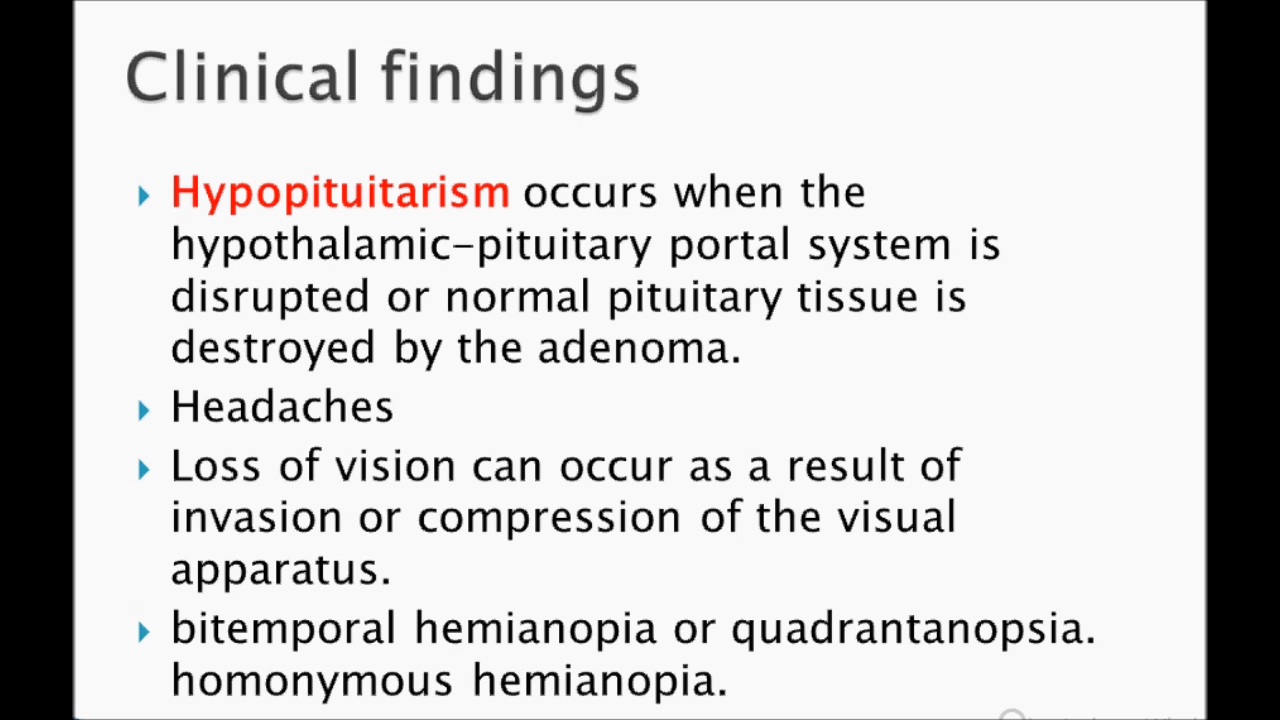 Clinical findings
Hypopituitarism occurs when the
hypothalamic-pituitary portal system is
disrupted or normal pituitary tissue is
destroyed by the adenoma.
Headaches
Loss of vision can occur as a result of
invasion or compression of the visual
apparatus.
bitemporal hemianopia or quadrantanopsia.
homonymous hemianopia.